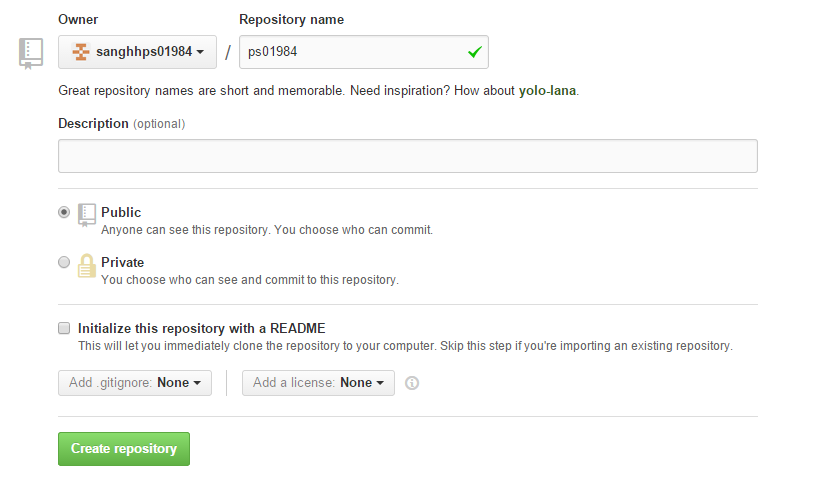 Owner Repository name
sanghhps01984 / ps01984
Great repository names are short and memorable. Need inspiration? How about yolo-lana.
Description (optional)
Public
Anyone can see this repository. You choose who can commit.
Private
You choose who can see and commit to this repository.
Initialize this repository with a README
This will let you immediately clone the repository to your computer. Skip this step if you're importing an existing repository.
Add .gitignore: None Add a license: None
Create repository